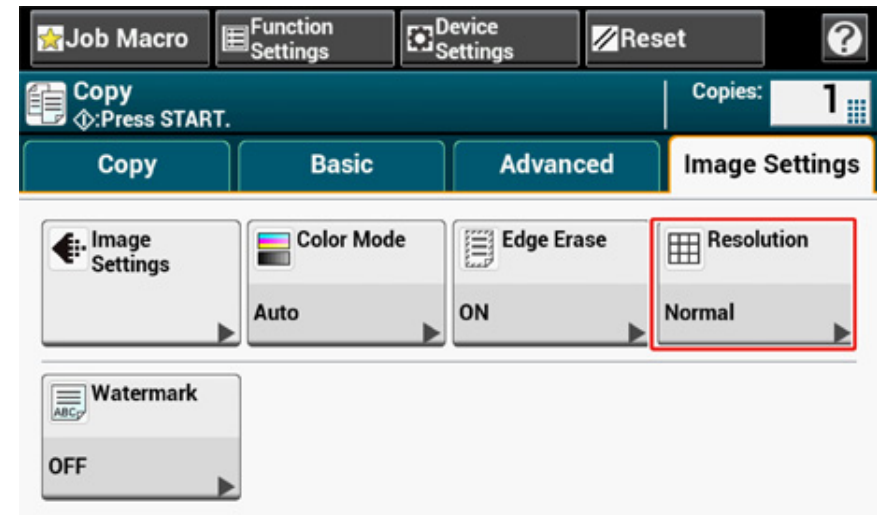 Job Macro
Function
Settings
Device
Settings
Reset
?
Copy
:Press START.
Copies:
1
Copy
Basic
Advanced
Image Settings
Image
Settings
Color Mode
Auto
Edge Erase
ON
Resolution
Normal
ABC
Watermark
OFF